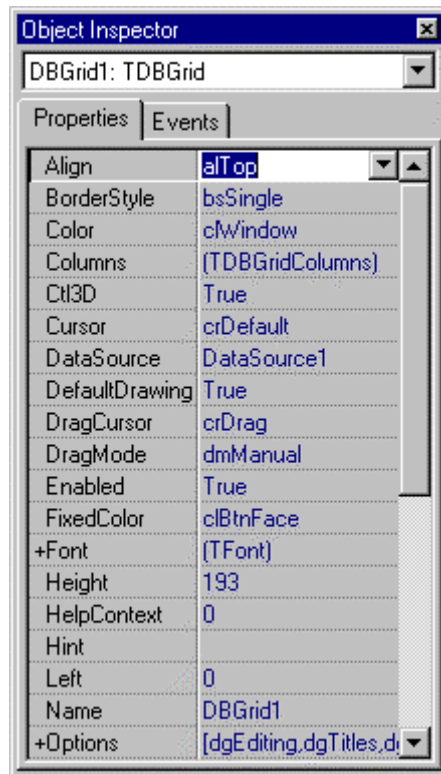 Object Inspector
DBGrid1: TDBGrid
Properties Events
Align alTop
BorderStyle bsSingle
Color clWindow
Columns (TDBGridColumns)
Ctl3D True
Cursor crDefault
DataSource DataSource1
DefaultDrawing True
DragCursor crDrag
DragMode dmManual
Enabled True
FixedColor clBtnFace
+Font (TFont)
Height 193
HelpContext 0
Hint
Left 0
Name DBGrid1
+Options [dgEditing,dgTitles,